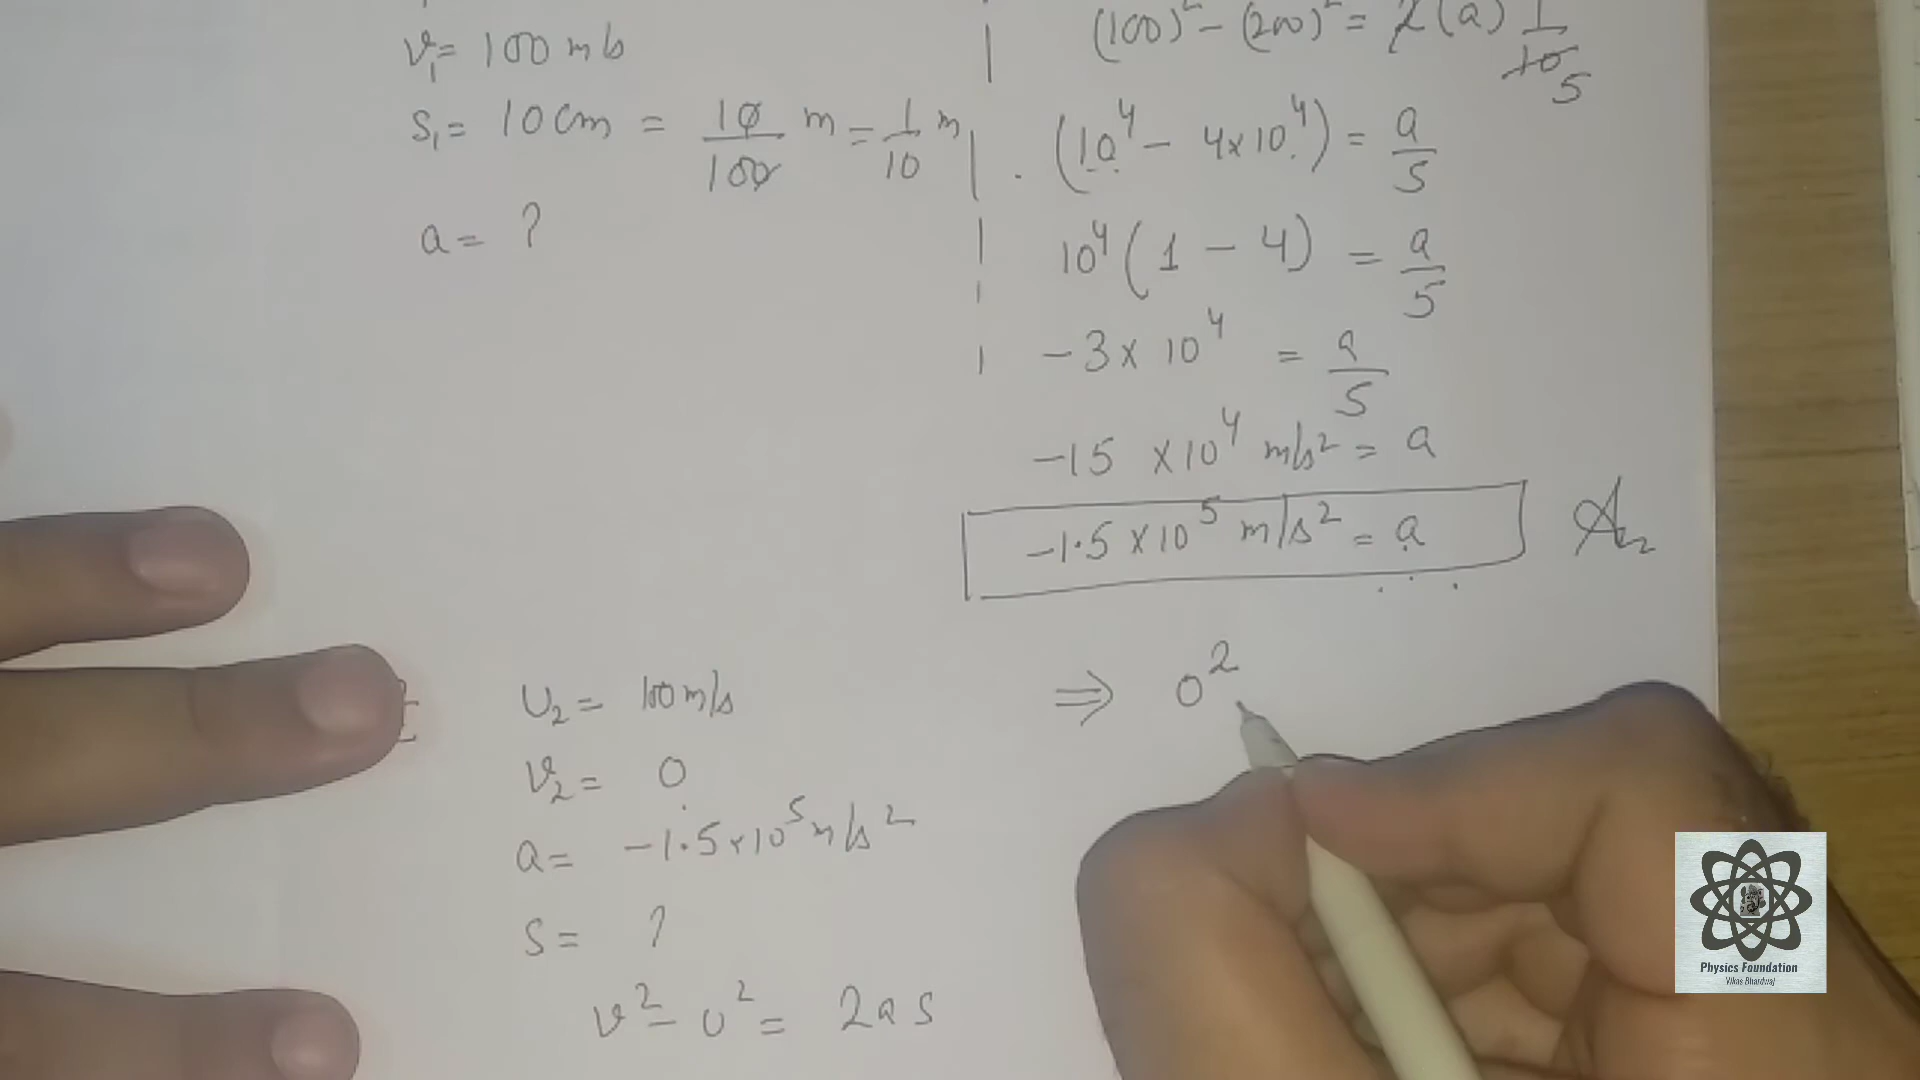 v₁= 100 m/s
s₁= 10 cm = 10/100 m = 1/10 m
a = ?
(100)² - (200)² = 2(a) 1/10 5
(10⁴ - 4×10⁴) = a/5
10⁴ (1 - 4) = a/5
-3 × 10⁴ = a/5
-15 ×10⁴ m/s² = a
-1.5 ×10⁵ m/s² = a
U₂ = 100 m/s
v₂ = 0
a = -1.5×10⁵ m/s²
s = ?
v² - u² = 2as
⇒ 0²
Physics Foundation
Vikas Bhardwaj